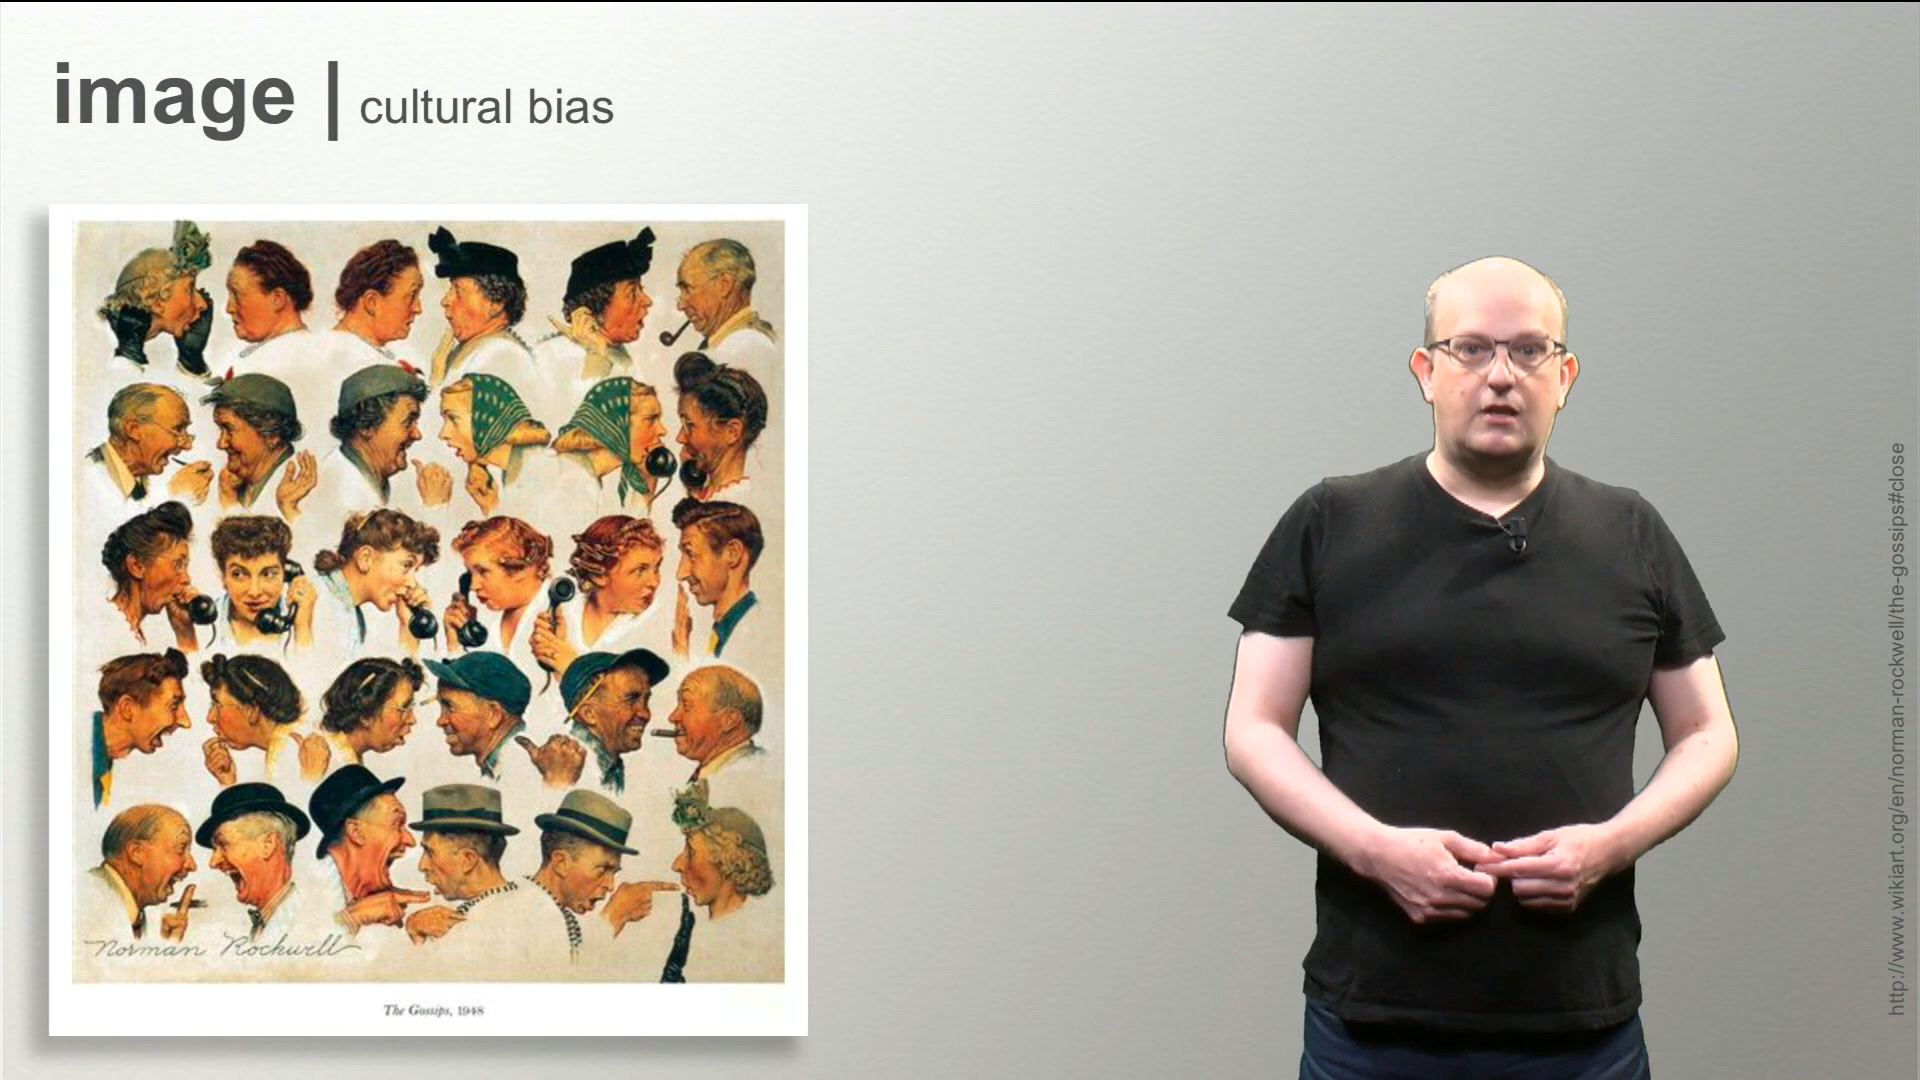 image | cultural bias
Norman Rockwell
The Gossips, 1948
http://www.wikiart.org/en/norman-rockwell/the-gossips#close